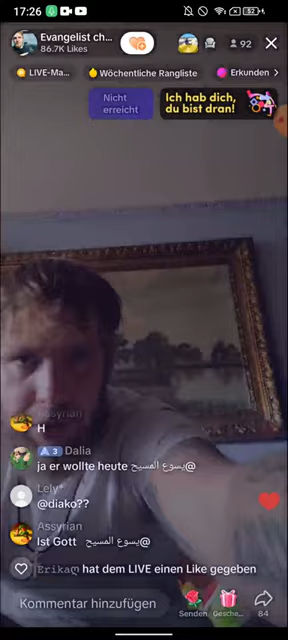 17:26
Evangelist ch...
86.7K Likes
92
LIVE-Ma...
Wöchentliche Rangliste
Erkunden
Nicht
erreicht
Ich hab dich,
du bist dran!
Assyrian
H
3 Dalia
ja er wollte heute يسوع المسيح@
Lely°
@diako??
Assyrian
Ist Gott يسوع المسيح@
Erika hat dem LIVE einen Like gegeben
Kommentar hinzufügen
Senden
Gesche...
84